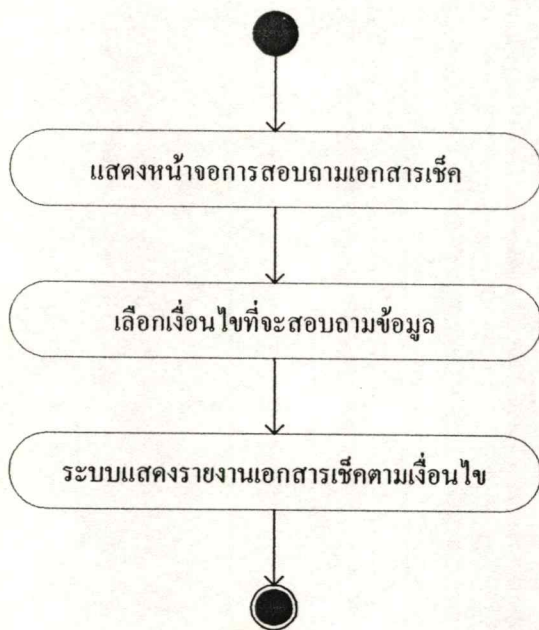 แสดงหน้าจอการสอบถามเอกสารเช็ค
เลือกเงื่อนไขที่จะสอบถามข้อมูล
ระบบแสดงรายงานเอกสารเช็คตามเงื่อนไข